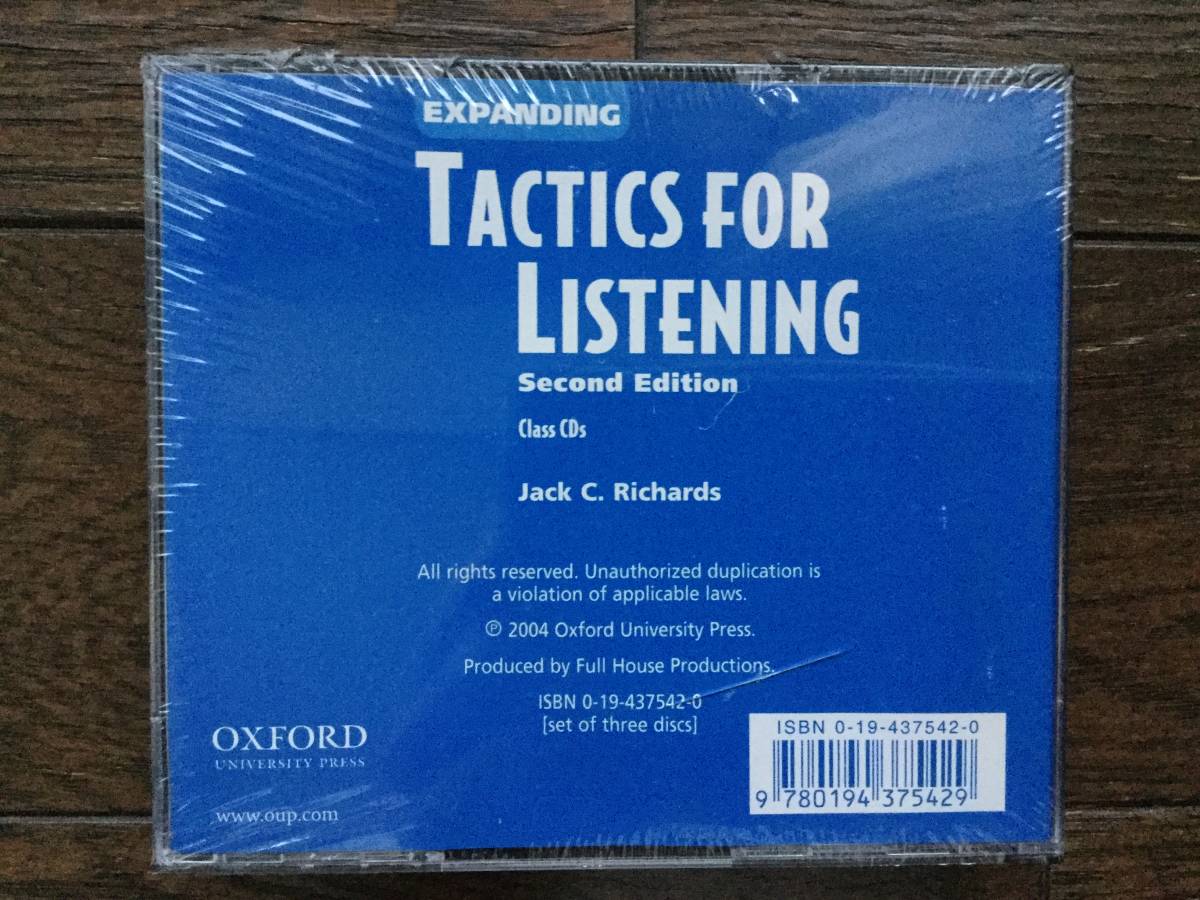 EXPANDING
TACTICS FOR
LISTENING
Second Edition
Class CDs
Jack C. Richards
All rights reserved. Unauthorized duplication is
a violation of applicable laws.
℗ 2004 Oxford University Press.
Produced by Full House Productions.
ISBN 0-19-437542-0
[set of three discs]
OXFORD
UNIVERSITY PRESS
www.oup.com
ISBN 0-19-437542-0
9 780194 375429